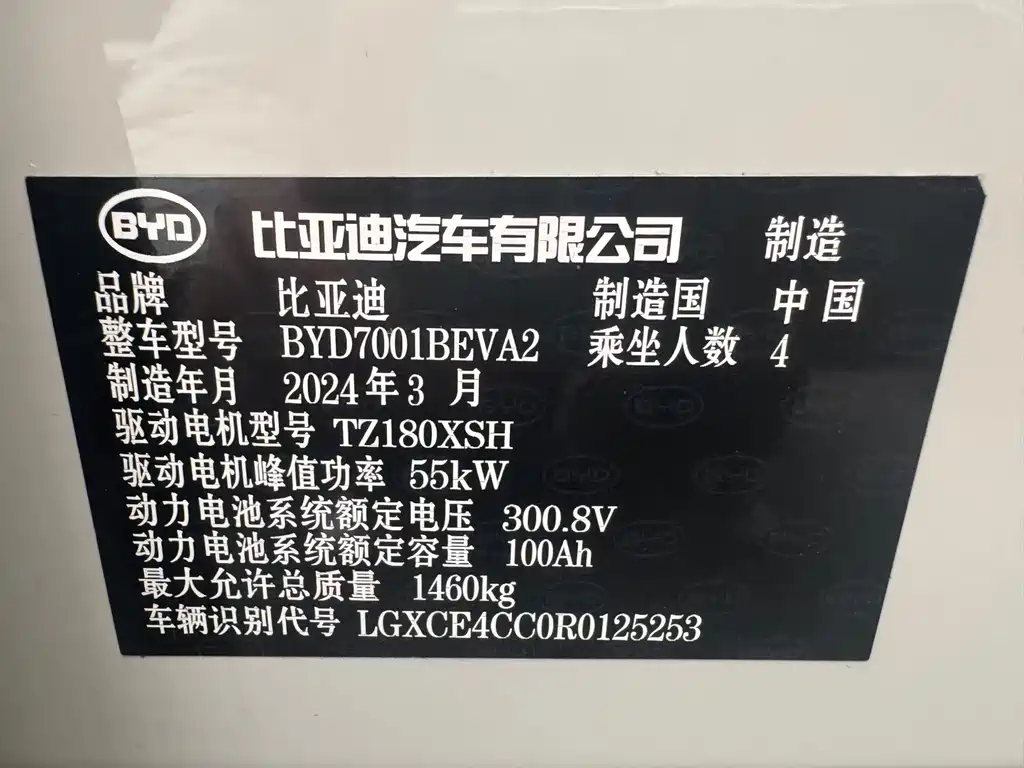 BYD 比亚迪汽车有限公司 制造
品牌 比亚迪 制造国 中国
整车型号 BYD7001BEVA2 乘坐人数 4
制造年月 2024年3月
驱动电机型号 TZ180XSH
驱动电机峰值功率 55kW
动力电池系统额定电压 300.8V
动力电池系统额定容量 100Ah
最大允许总质量 1460kg
车辆识别代号 LGXCE4CC0R0125253